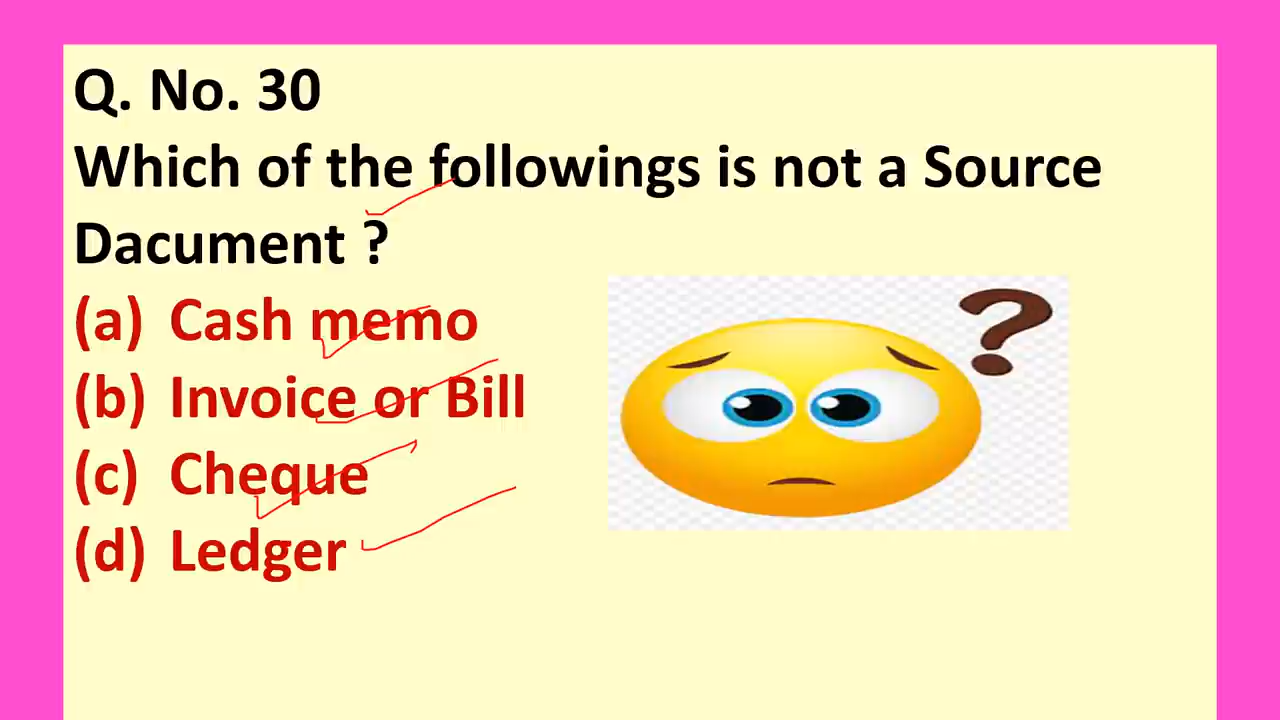 Q. No. 30
Which of the followings is not a Source
Dacument ?
(a) Cash memo
(b) Invoice or Bill
(c) Cheque
(d) Ledger
?